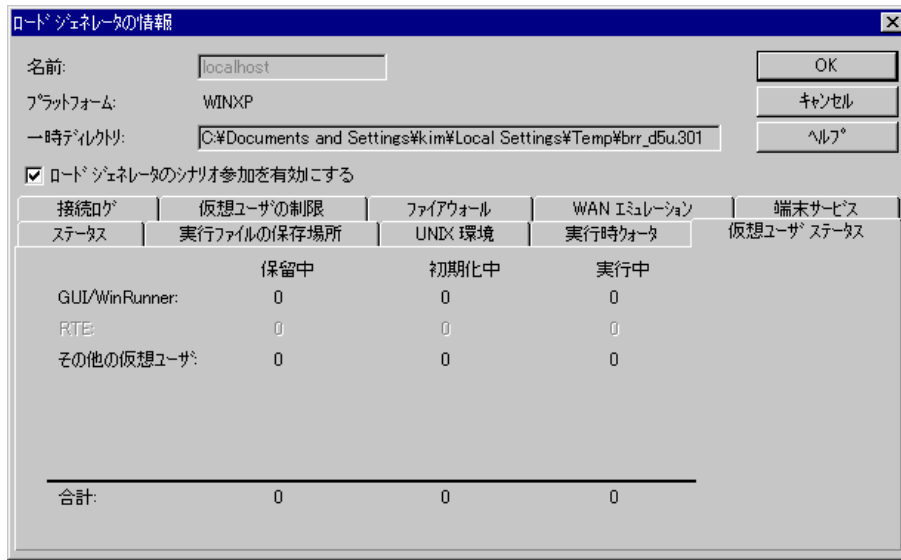 ロード ジェネレータの情報
名前: localhost OK
プラットフォーム: WINXP キャンセル
一時ディレクトリ: C:¥Documents and Settings¥kim¥Local Settings¥Temp¥brr_d5u.301 ヘルプ
ロード ジェネレータのシナリオ参加を有効にする
接続ログ 仮想ユーザの制限 ファイアウォール WAN エミュレーション 端末サービス
ステータス 実行ファイルの保存場所 UNIX 環境 実行時クォータ 仮想ユーザ ステータス
保留中 初期化中 実行中
GUI/WinRunner: 0 0 0
RTE: 0 0 0
その他の仮想ユーザ: 0 0 0
合計: 0 0 0